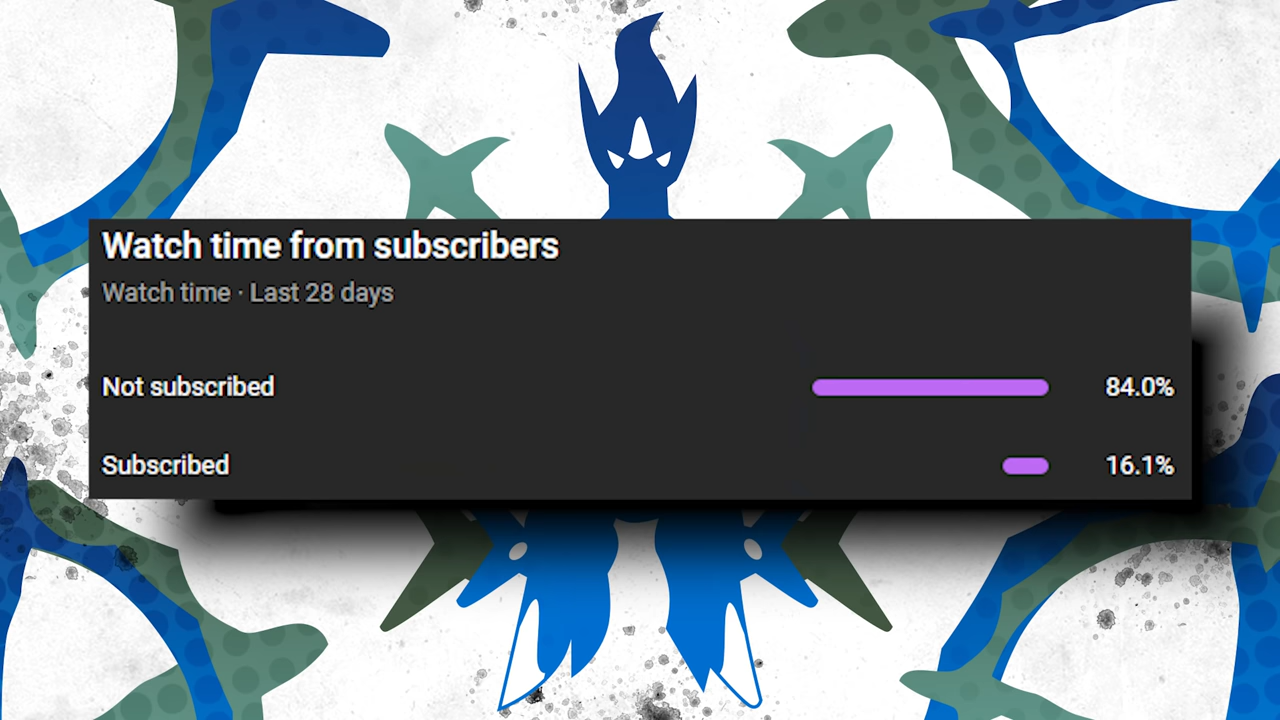 Watch time from subscribers
Watch time · Last 28 days
Not subscribed 84.0%
Subscribed 16.1%